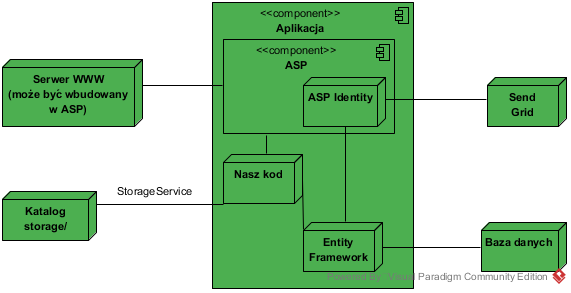 <<component>>
Aplikacja
<<component>>
ASP
Serwer WWW
(może być wbudowany
w ASP)
ASP Identity
Send
Grid
Nasz kod
StorageService
Katalog
storage/
Entity
Framework
Baza danych
Powered By Visual Paradigm Community Edition